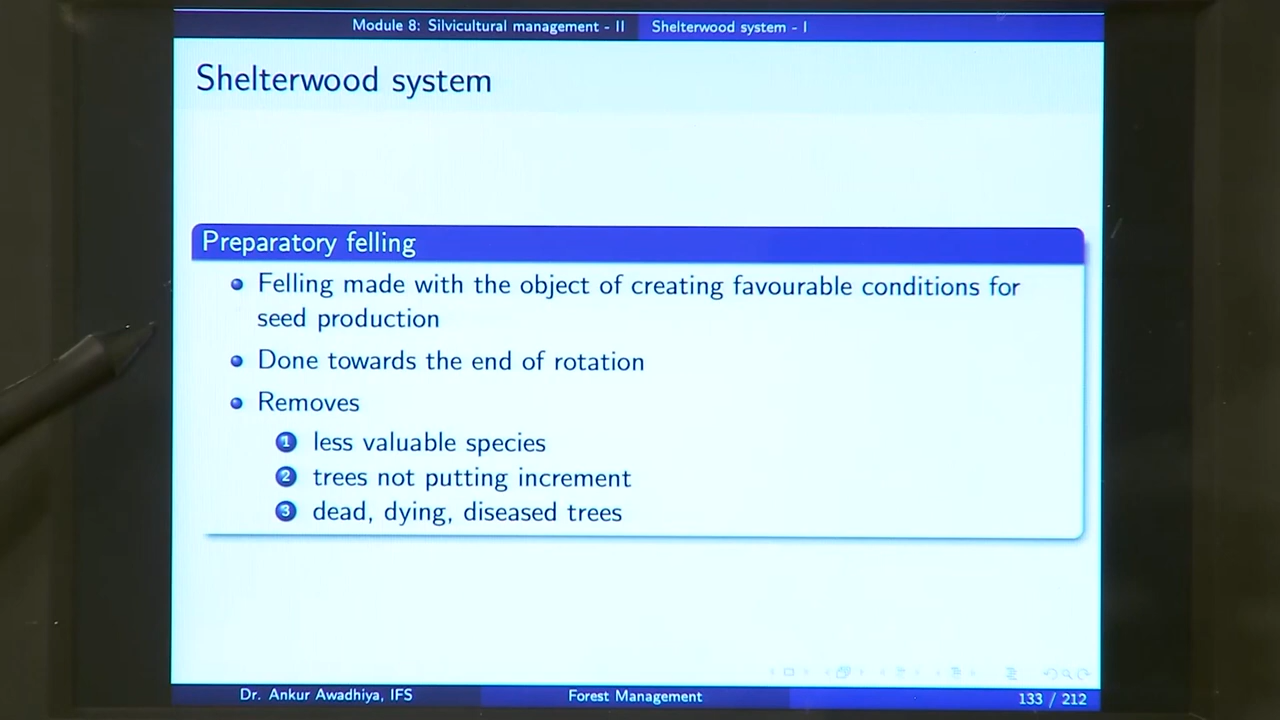 Module 8: Silvicultural management - II Shelterwood system - I
Shelterwood system
Preparatory felling
Felling made with the object of creating favourable conditions for
seed production
Done towards the end of rotation
Removes
1 less valuable species
2 trees not putting increment
3 dead, dying, diseased trees
Dr. Ankur Awadhiya, IFS Forest Management 133 / 212